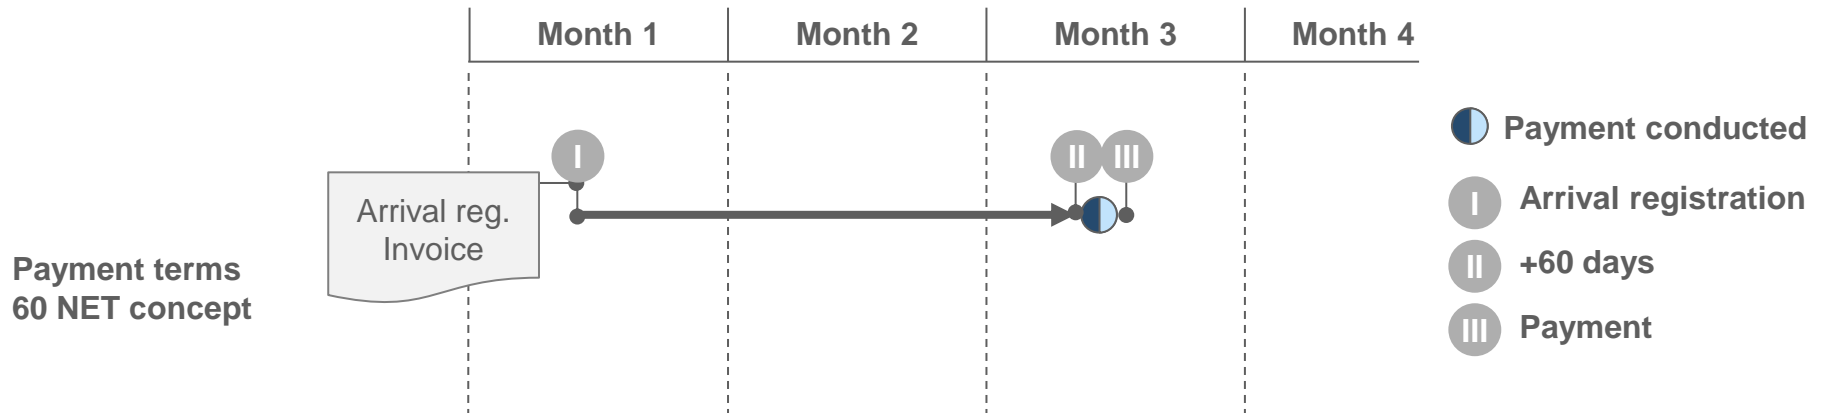 Month 1
Month 2
Month 3
Month 4
I
II
III
Payment conducted
Arrival reg.
Invoice
I
Arrival registration
Payment terms
60 NET concept
II
+60 days
III
Payment